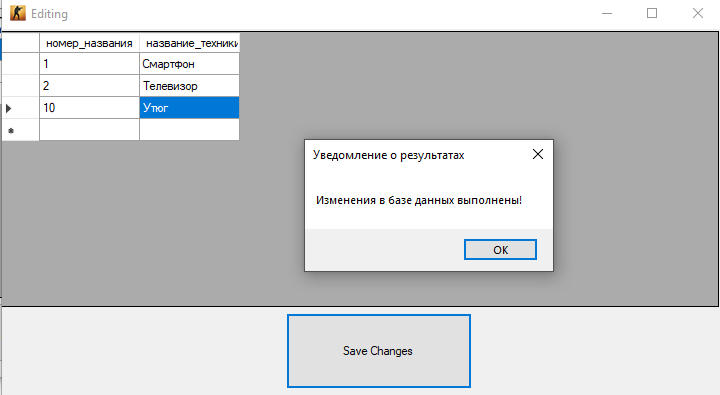 Editing
номер_названия название_техники
1 Смартфон
2 Телевизор
10 Утюг
Уведомление о результатах
Изменения в базе данных выполнены!
OK
Save Changes